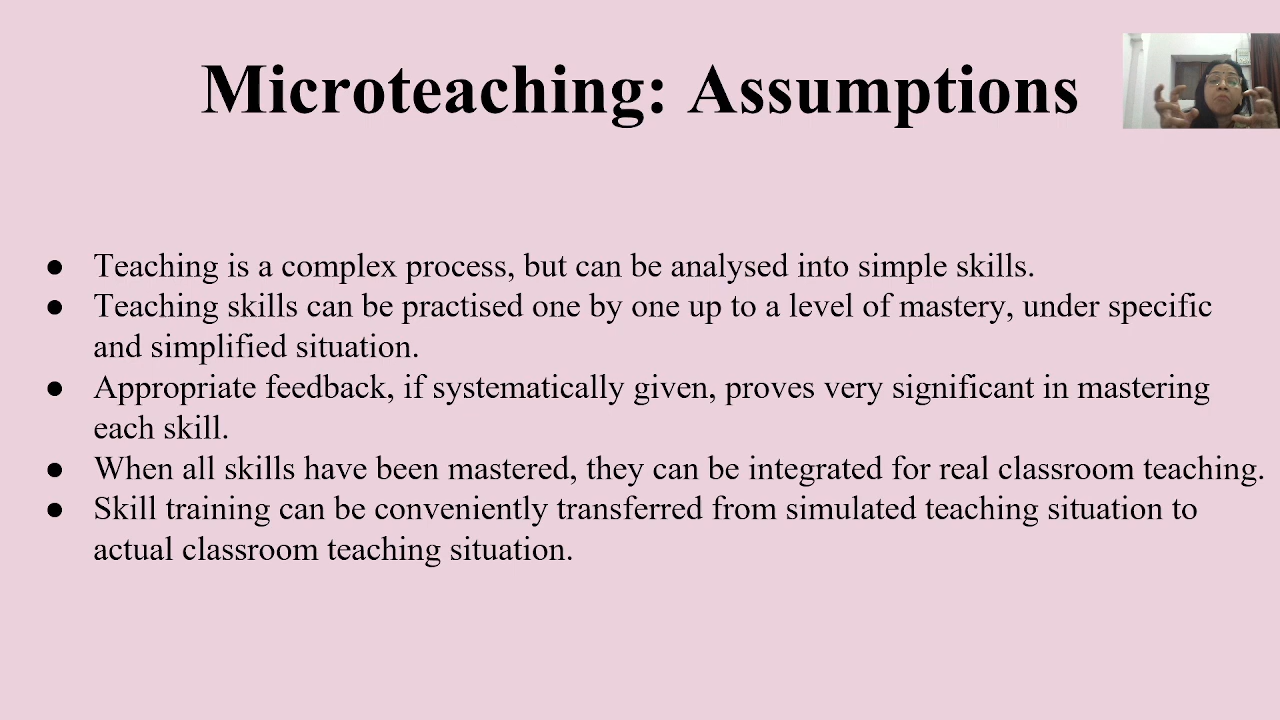 Microteaching: Assumptions
● Teaching is a complex process, but can be analysed into simple skills.
● Teaching skills can be practised one by one up to a level of mastery, under specific
and simplified situation.
● Appropriate feedback, if systematically given, proves very significant in mastering
each skill.
● When all skills have been mastered, they can be integrated for real classroom teaching.
● Skill training can be conveniently transferred from simulated teaching situation to
actual classroom teaching situation.